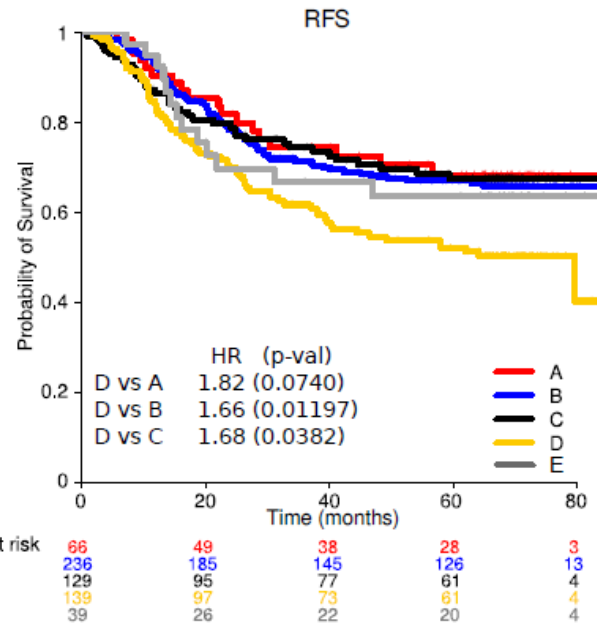 RFS
1
0.8
0.6
0.4
0.2
0
Probability of Survival
HR (p-val)
D vs A 1.82 (0.0740)
D vs B 1.66 (0.01197)
D vs C 1.68 (0.0382)
A
B
C
D
E
0 20 40 60 80
Time (months)
t risk 66 49 38 28 3
236 185 145 126 13
129 95 77 61 4
139 97 73 61 4
39 26 22 20 4